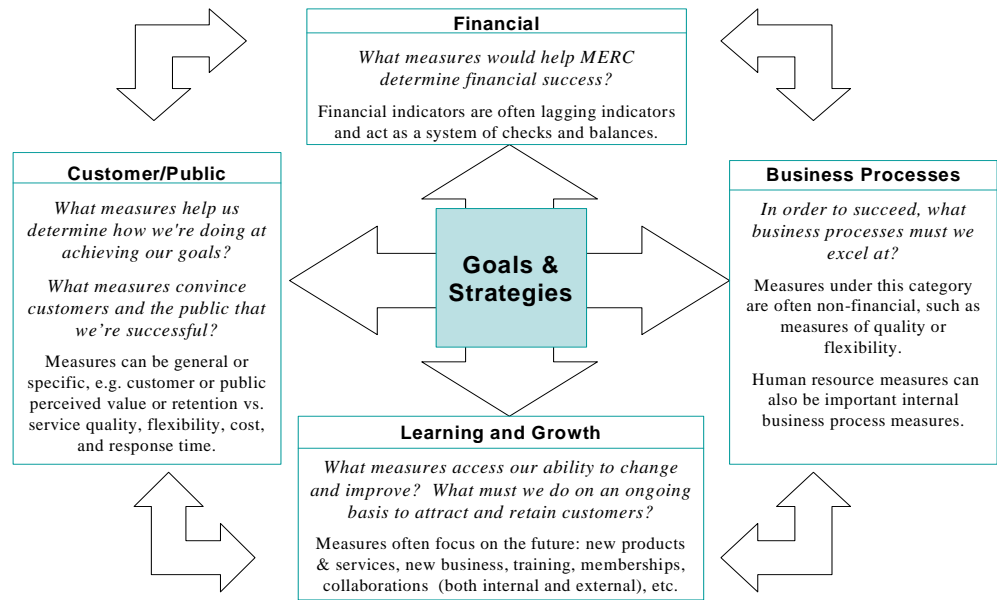 Financial
What measures would help MERC
determine financial success?
Financial indicators are often lagging indicators
and act as a system of checks and balances.
Customer/Public
What measures help us
determine how we're doing at
achieving our goals?
What measures convince
customers and the public that
we’re successful?
Measures can be general or
specific, e.g. customer or public
perceived value or retention vs.
service quality, flexibility, cost,
and response time.
Goals &
Strategies
Business Processes
In order to succeed, what
business processes must we
excel at?
Measures under this category
are often non-financial, such as
measures of quality or
flexibility.
Human resource measures can
also be important internal
business process measures.
Learning and Growth
What measures access our ability to change
and improve?  What must we do on an ongoing
basis to attract and retain customers?
Measures often focus on the future: new products
& services, new business, training, memberships,
collaborations  (both internal and external), etc.